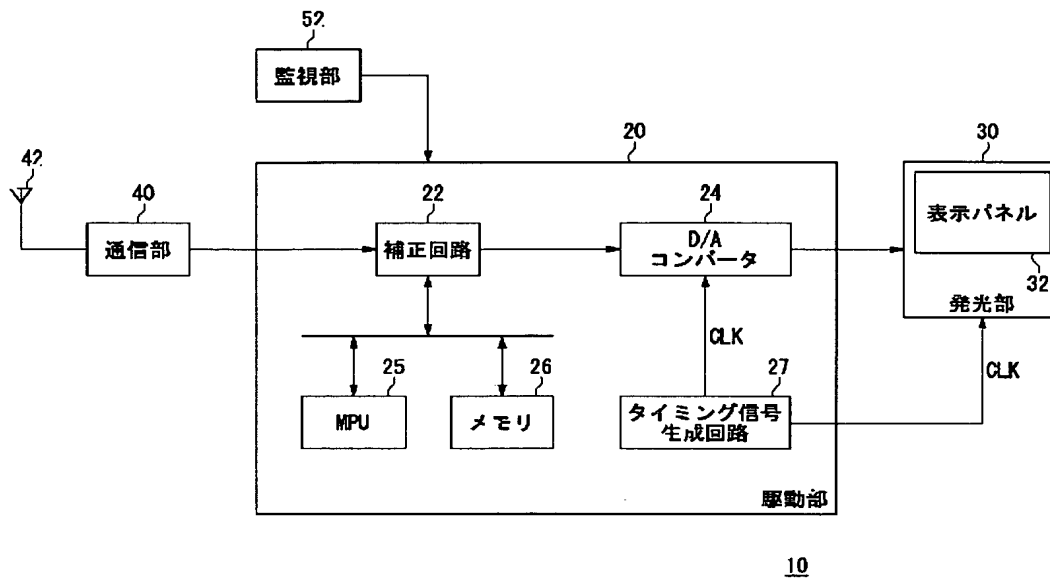 52
監視部
42
40
通信部
20
22
補正回路
24
D/A
コンバータ
30
表示パネル
32
発光部
CLK
CLK
25
MPU
26
メモリ
27
タイミング信号
生成回路
駆動部
10